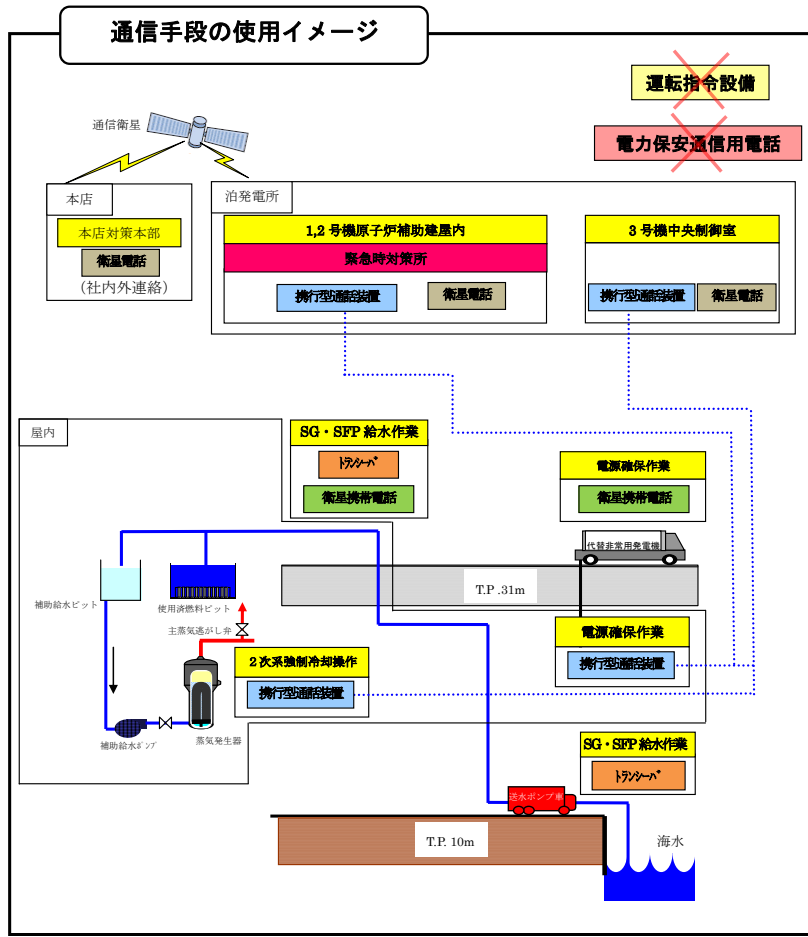 通信手段の使用イメージ
運転指令設備
電力保安通信用電話
通信衛星
本店
本店対策本部
衛星電話
(社内外連絡)
泊発電所
1,2号機原子炉補助建屋内
緊急時対策所
携行型通話装置
衛星電話
3号機中央制御室
携行型通話装置
衛星電話
屋内
SG・SFP給水作業
トランシーバ
衛星携帯電話
電源確保作業
衛星携帯電話
代替非常用発電機
T.P.31m
補助給水ピット
使用済燃料ピット
主蒸気逃がし弁
2次系強制冷却操作
携行型通話装置
電源確保作業
携行型通話装置
補助給水ポンプ
蒸気発生器
SG・SFP給水作業
トランシーバ
送水ポンプ車
T.P. 10m
海水